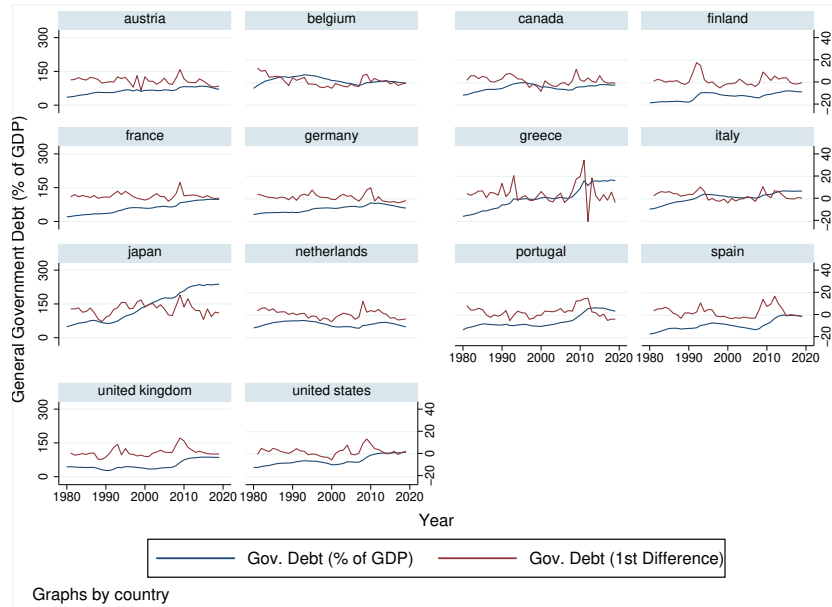 austria belgium canada finland
300 150 0
40 20 0 -20
france germany greece italy
300 150 0
40 20 0 -20
japan netherlands portugal spain
300 150 0
40 20 0 -20
1980 1990 2000 2010 2020 1980 1990 2000 2010 2020
united kingdom united states
300 150 0
40 20 0 -20
1980 1990 2000 2010 2020 1980 1990 2000 2010 2020
General Government Debt (% of GDP)
Year
Gov. Debt (% of GDP) Gov. Debt (1st Difference)
Graphs by country